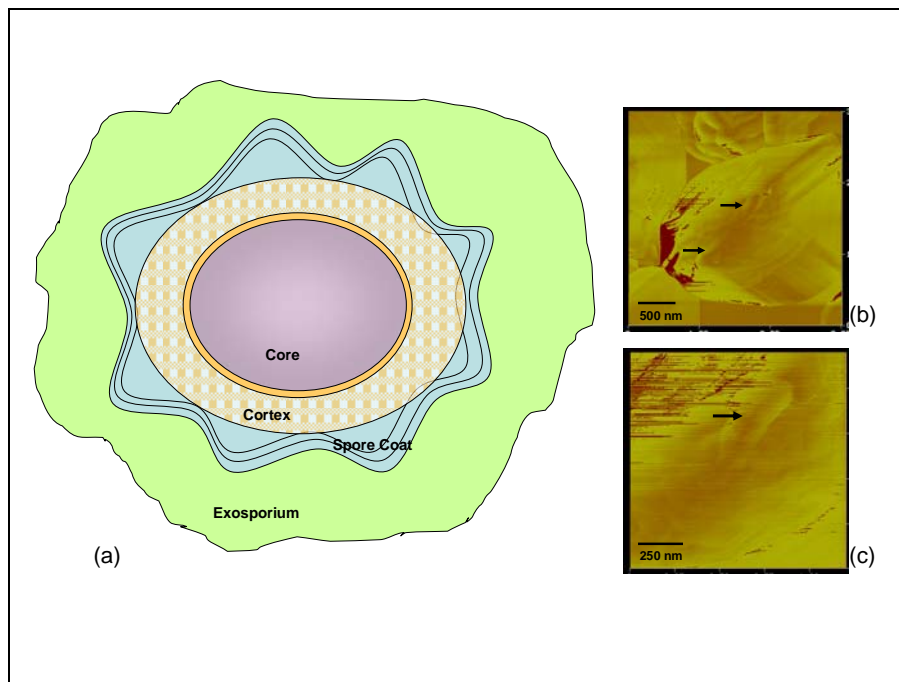 Core
Cortex
Spore Coat
Exosporium
(a)
500 nm
(b)
250 nm
(c)